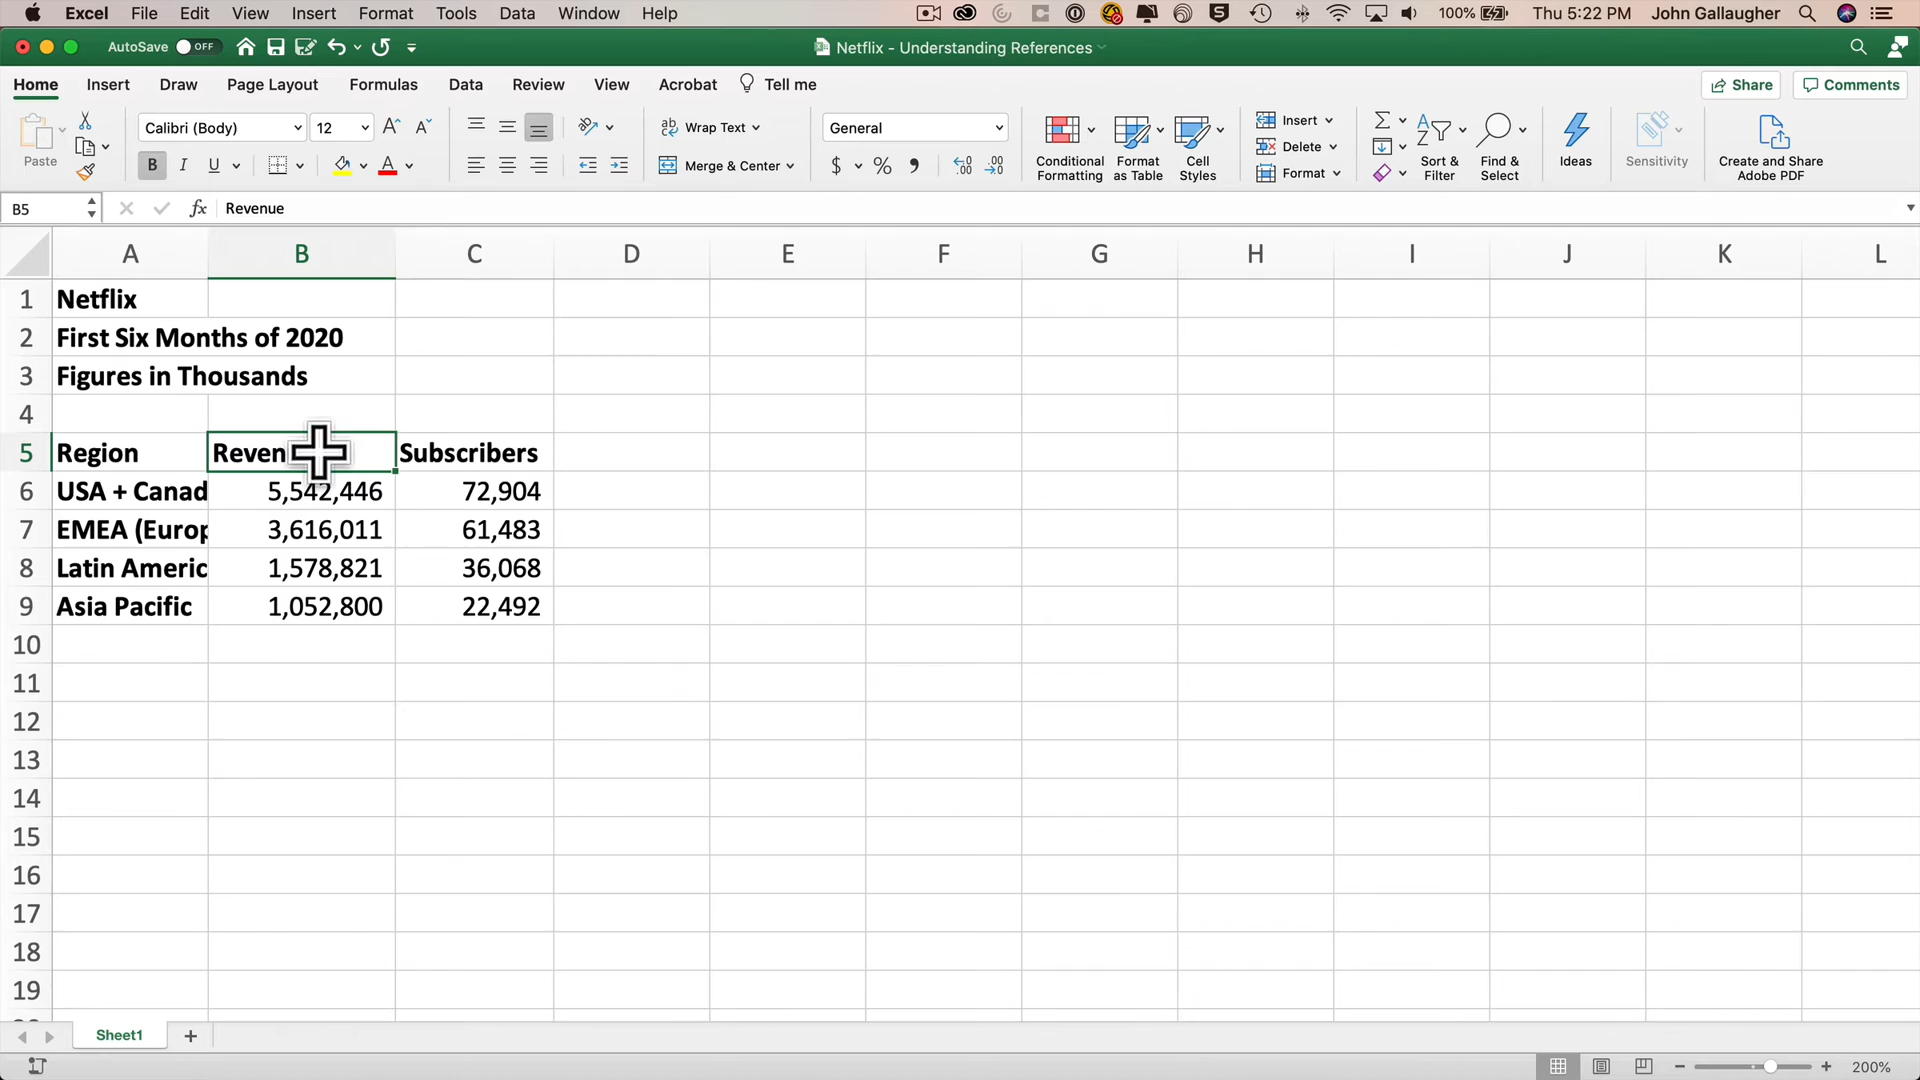 Excel File Edit View Insert Format Tools Data Window Help 100% Thu 5:22 PM John Gallaugher
AutoSave OFF Netflix - Understanding References
Home Insert Draw Page Layout Formulas Data Review View Acrobat Tell me Share Comments
Paste Calibri (Body) 12 Wrap Text General Conditional Formatting Format as Table Cell Styles Insert Sort & Filter Find & Select Ideas Sensitivity Create and Share Adobe PDF
Delete
B I U Merge & Center $ % Format
B5 fx Revenue
A B C D E F G H I J K L
1 Netflix
2 First Six Months of 2020
3 Figures in Thousands
4
5 Region Reven Subscribers
6 USA + Canad 5,542,446 72,904
7 EMEA (Europ 3,616,011 61,483
8 Latin Americ 1,578,821 36,068
9 Asia Pacific 1,052,800 22,492
10
11
12
13
14
15
16
17
18
19
Sheet1
200%